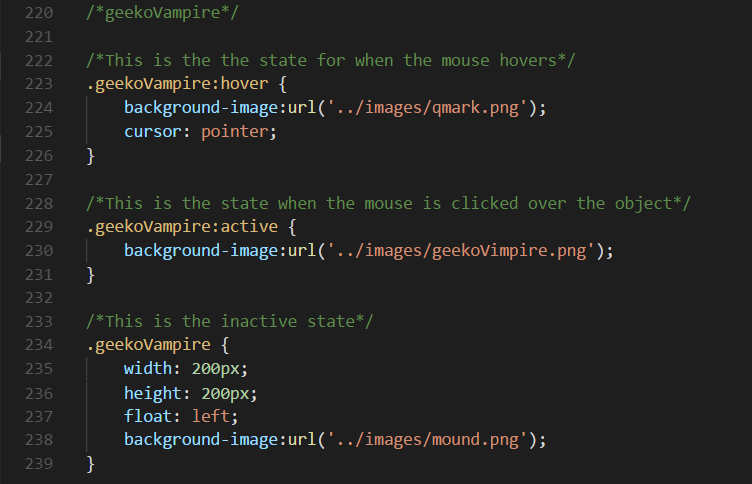 220 /*geekoVampire*/
221
222 /*This is the the state for when the mouse hovers*/
223 .geekoVampire:hover {
224 background-image:url('../images/qmark.png');
225 cursor: pointer;
226 }
227
228 /*This is the state when the mouse is clicked over the object*/
229 .geekoVampire:active {
230 background-image:url('../images/geekoVimpire.png');
231 }
232
233 /*This is the inactive state*/
234 .geekoVampire {
235 width: 200px;
236 height: 200px;
237 float: left;
238 background-image:url('../images/mound.png');
239 }